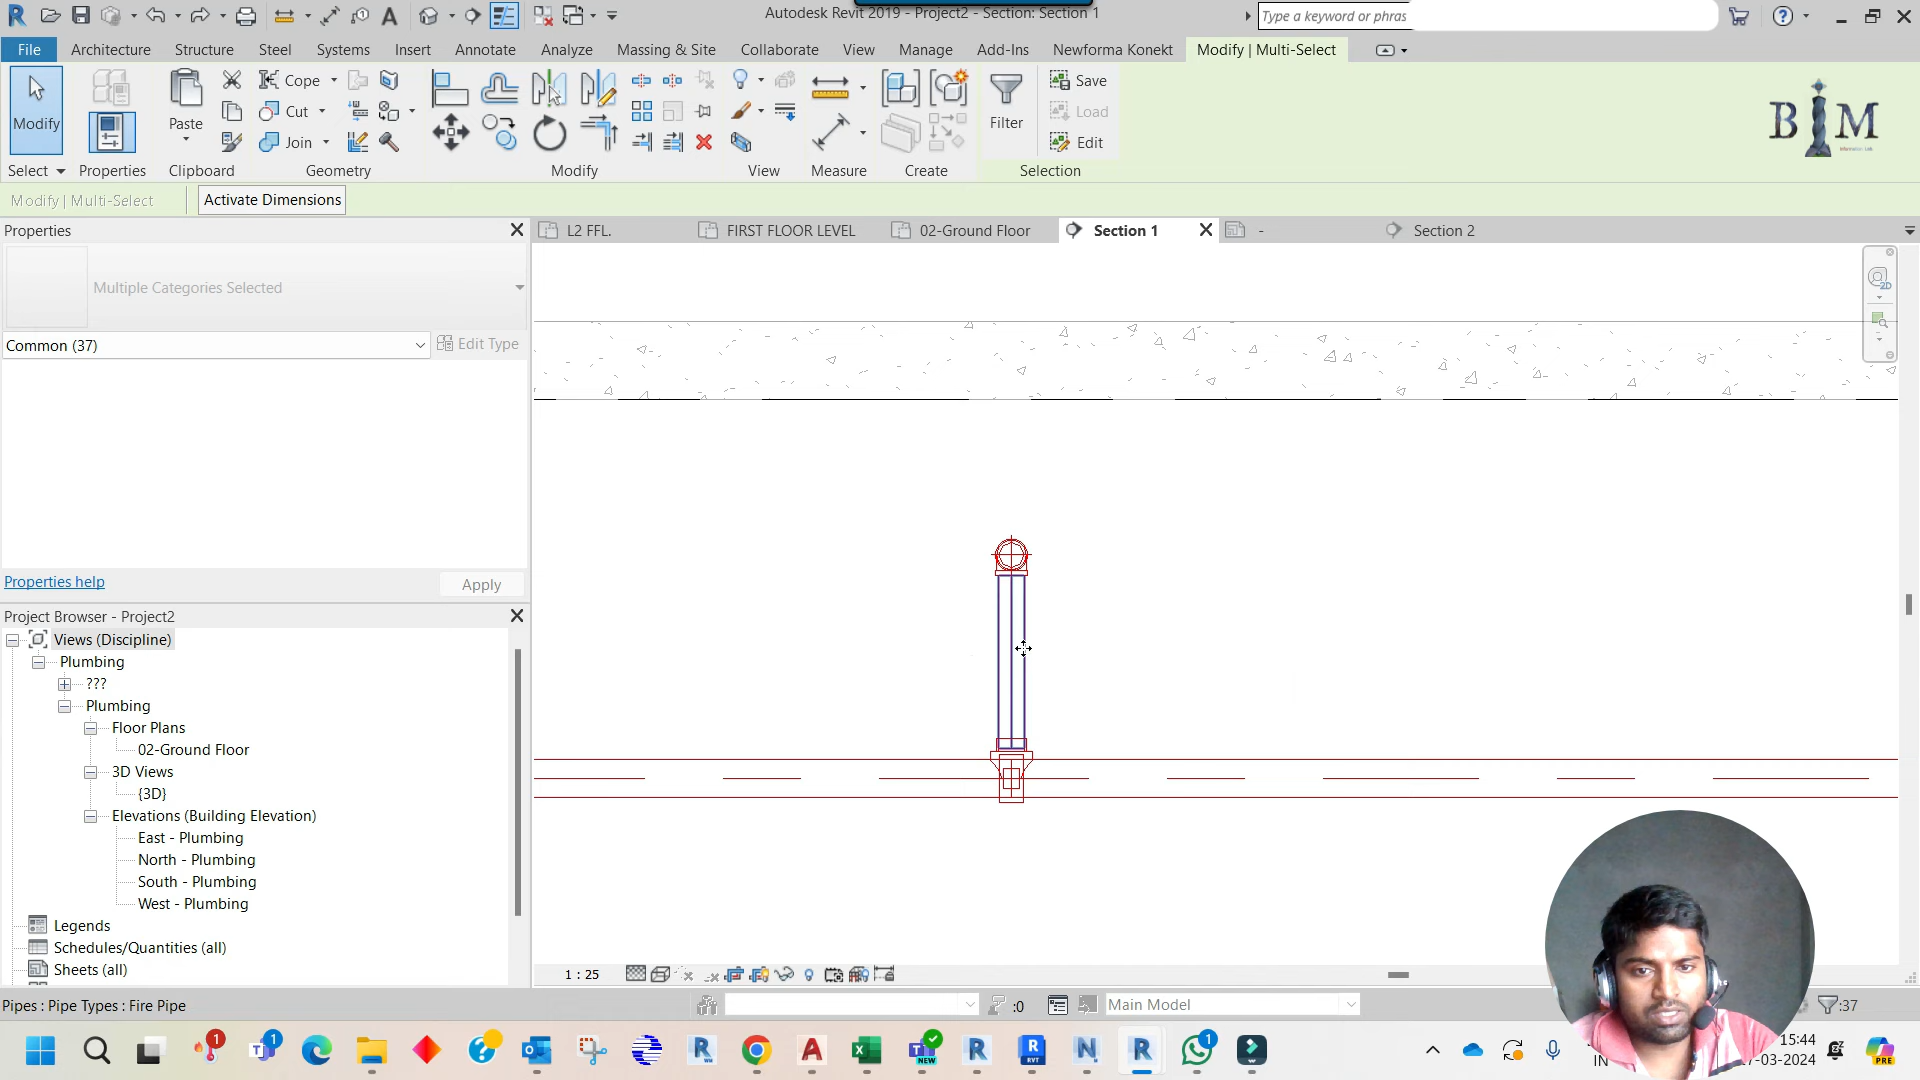 Autodesk Revit 2019 - Project2 - Section: Section 1
Type a keyword or phras
File Architecture Structure Steel Systems Insert Annotate Analyze Massing & Site Collaborate View Manage Add-Ins Newforma Konekt Modify | Multi-Select
Cope Save
Cut Load
Modify Paste Filter
Join Edit
Select Properties Clipboard Geometry Modify View Measure Create Selection
BIM
Modify | Multi-Select Activate Dimensions
Properties L2 FFL. FIRST FLOOR LEVEL 02-Ground Floor Section 1 - Section 2
Multiple Categories Selected
Common (37) Edit Type
2D
Properties help Apply
Project Browser - Project2
Views (Discipline)
Plumbing
???
Plumbing
Floor Plans
02-Ground Floor
3D Views
{3D}
Elevations (Building Elevation)
East - Plumbing
North - Plumbing
South - Plumbing
West - Plumbing
Legends
Schedules/Quantities (all)
Sheets (all)
1 : 25
Pipes : Pipe Types : Fire Pipe :0 Main Model :37
15:44
IN -03-2024